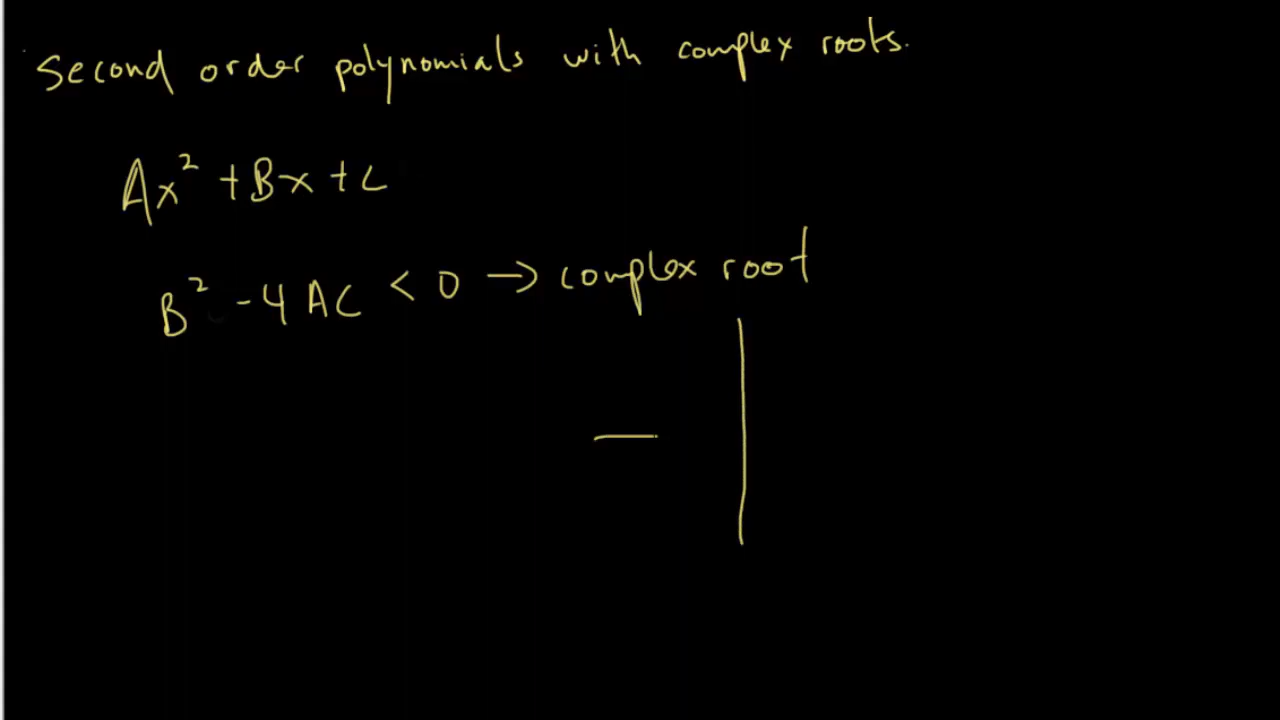 Second order polynomials with complex roots.
Ax² + Bx + C
B² - 4AC < 0 → complex root